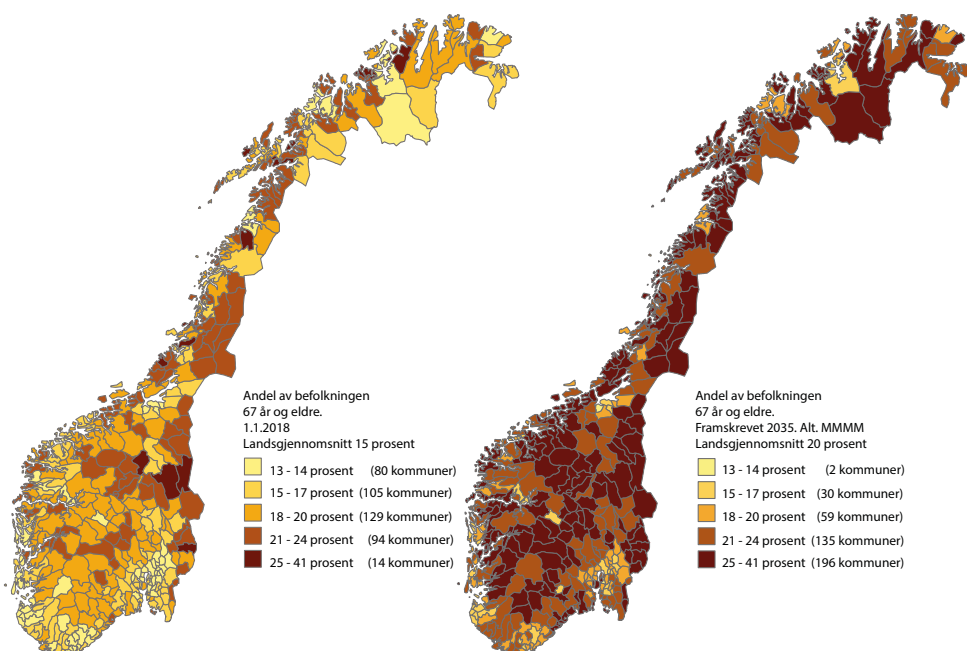 Andel av befolkningen
67 år og eldre.
1.1.2018
Landsgjennomsnitt 15 prosent
13 - 14 prosent (80 kommuner)
15 - 17 prosent (105 kommuner)
18 - 20 prosent (129 kommuner)
21 - 24 prosent (94 kommuner)
25 - 41 prosent (14 kommuner)
Andel av befolkningen
67 år og eldre.
Framskrevet 2035. Alt. MMMM
Landsgjennomsnitt 20 prosent
13 - 14 prosent (2 kommuner)
15 - 17 prosent (30 kommuner)
18 - 20 prosent (59 kommuner)
21 - 24 prosent (135 kommuner)
25 - 41 prosent (196 kommuner)